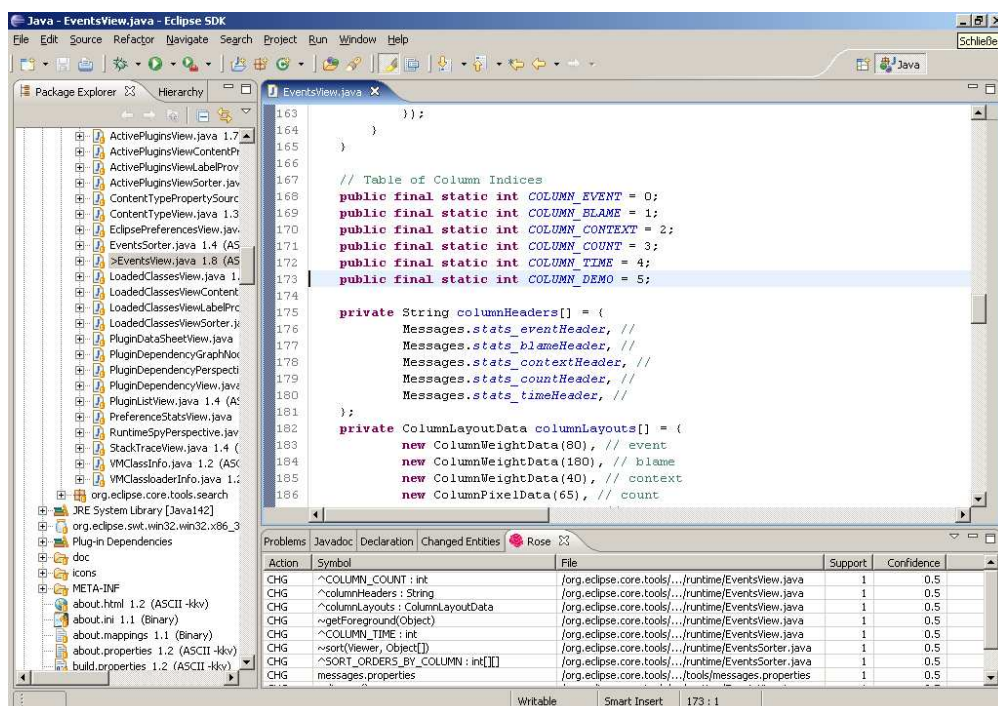 Java - EventsView.java - Eclipse SDK
File Edit Source Refactor Navigate Search Project Run Window Help
Schließe
Java
Package Explorer
Hierarchy
ActivePluginsView.java 1.7
ActivePluginsViewContentPr
ActivePluginsViewLabelProv
ActivePluginsViewSorter.jav
ContentTypePropertySourc
ContentTypeView.java 1.3
EclipsePreferencesView.jav
EventsSorter.java 1.4 (AS
>EventsView.java 1.8 (AS
LoadedClassesView.java 1.
LoadedClassesViewContent
LoadedClassesViewLabelPrc
LoadedClassesViewSorter.ja
PluginDataSheetView.java
PluginDependencyGraphNoc
PluginDependencyPerspecti
PluginDependencyView.java
PluginListView.java 1.4 (AS
PreferenceStatsView.java
RuntimeSpyPerspective.jav
StackTraceView.java 1.4 (
VMClassInfo.java 1.2 (ASC
VMClassloaderInfo.java 1.2
org.eclipse.core.tools.search
JRE System Library [Java142]
org.eclipse.swt.win32.win32.x86_3
Plug-in Dependencies
doc
icons
META-INF
about.html 1.2 (ASCII -kkv)
about.ini 1.1 (Binary)
about.mappings 1.1 (Binary)
about.properties 1.2 (ASCII -kkv)
build.properties 1.2 (ASCII -kkv)
EventsView.java
163 });
164 }
165 }
166
167 // Table of Column Indices
168 public final static int COLUMN_EVENT = 0;
169 public final static int COLUMN_BLAME = 1;
170 public final static int COLUMN_CONTEXT = 2;
171 public final static int COLUMN_COUNT = 3;
172 public final static int COLUMN_TIME = 4;
173 public final static int COLUMN_DEMO = 5;
174
175 private String columnHeaders[] = {
176 Messages.stats_eventHeader, //
177 Messages.stats_blameHeader, //
178 Messages.stats_contextHeader, //
179 Messages.stats_countHeader, //
180 Messages.stats_timeHeader, //
181 };
182 private ColumnLayoutData columnLayouts[] = {
183 new ColumnWeightData(80), // event
184 new ColumnWeightData(180), // blame
185 new ColumnWeightData(40), // context
186 new ColumnPixelData(65), // count
Problems Javadoc Declaration Changed Entities Rose
Action Symbol File Support Confidence
CHG ^COLUMN_COUNT : int /org.eclipse.core.tools/.../runtime/EventsView.java 1 0.5
CHG ^columnHeaders : String /org.eclipse.core.tools/.../runtime/EventsView.java 1 0.5
CHG ^columnLayouts : ColumnLayoutData /org.eclipse.core.tools/.../runtime/EventsView.java 1 0.5
CHG ~getForeground(Object) /org.eclipse.core.tools/.../runtime/EventsView.java 1 0.5
CHG ^COLUMN_TIME : int /org.eclipse.core.tools/.../runtime/EventsView.java 1 0.5
CHG ~sort(Viewer, Object[]) /org.eclipse.core.tools/.../runtime/EventsSorter.java 1 0.5
CHG ^SORT_ORDERS_BY_COLUMN : int[][] /org.eclipse.core.tools/.../runtime/EventsSorter.java 1 0.5
CHG messages.properties /org.eclipse.core.tools/.../tools/messages.properties 1 0.5
Writable Smart Insert 173 : 1